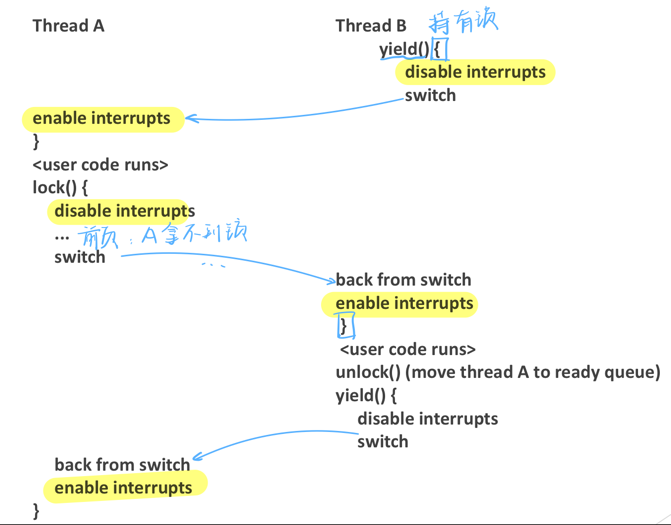 Thread A
Thread B 持有锁
yield() {
disable interrupts
switch
enable interrupts
}
<user code runs>
lock() {
disable interrupts
... 前页：A拿不到锁
switch
...
back from switch
enable interrupts
}
<user code runs>
unlock() (move thread A to ready queue)
yield() {
disable interrupts
switch
back from switch
enable interrupts
}